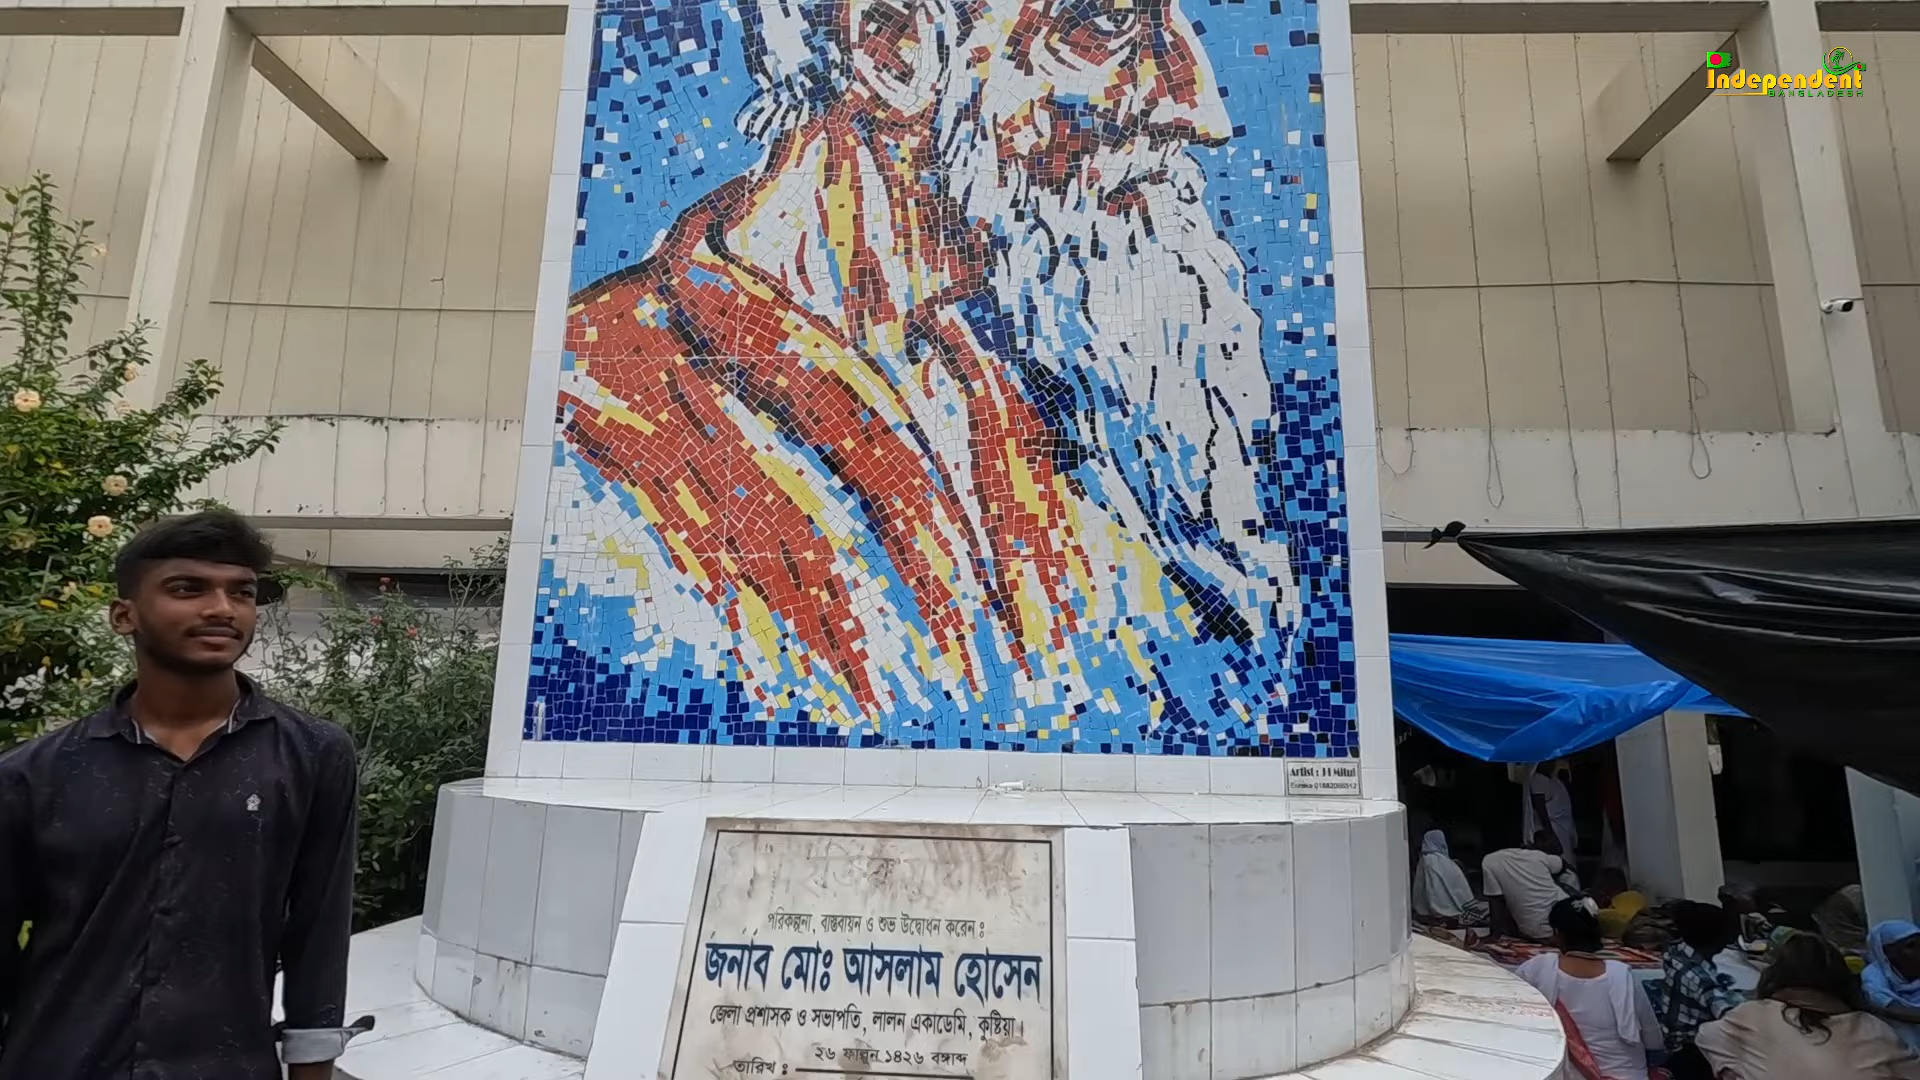 Independent
BANGLADESH
Artist : H Mitul
পরিকল্পনা, বাস্তবায়ন ও শুভ উদ্বোধন করেন ঃ
জনাব মোঃ আসলাম হোসেন
জেলা প্রশাসক ও সভাপতি, লালন একাডেমি, কুষ্টিয়া।
২৬ ফাল্গুন ১৪২৬ বঙ্গাব্দ
তারিখ ঃ